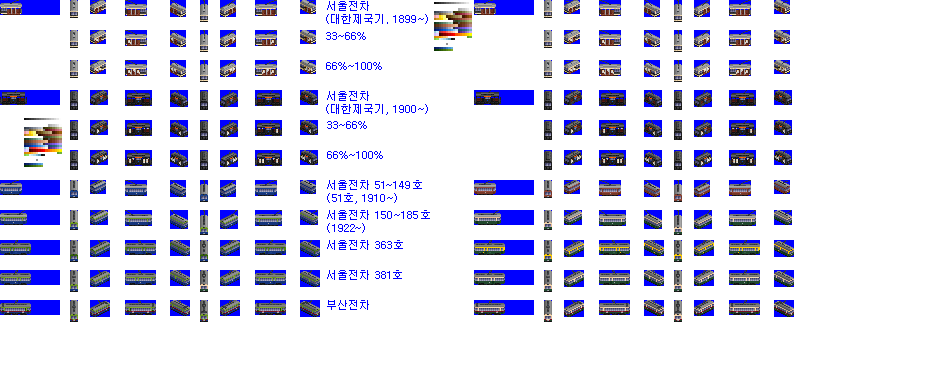 서울전차
(대한제국기, 1899~)
33~66%
66%~100%
서울전차
(대한제국기, 1900~)
33~66%
66%~100%
서울전차 51~149호
(51호, 1910~)
서울전차 150~185호
(1922~)
서울전차 363호
서울전차 381호
부산전차